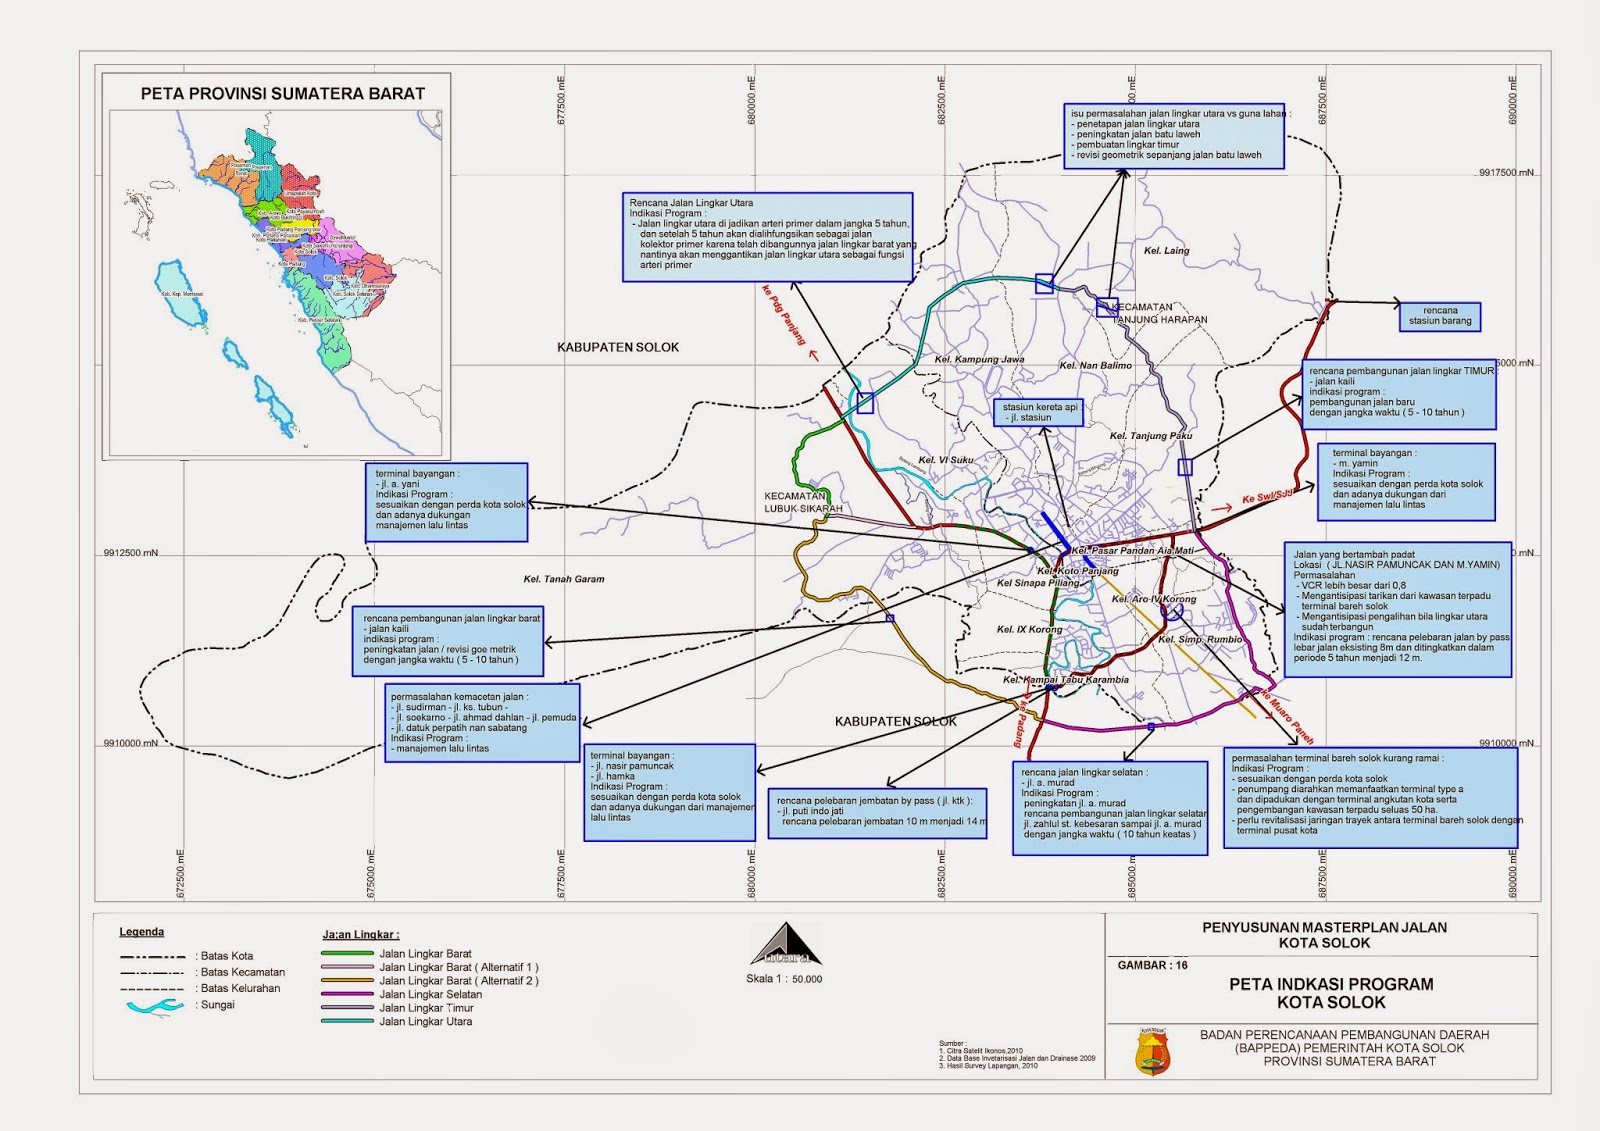 PETA PROVINSI SUMATERA BARAT
Kab. Kep. Mentawai
Kab. Pesisir Selatan
Kab. Solok Selatan
Kab. Dharmasraya
Kota Padang
677500.mE
680000.mE
682500.mE
687500.mE
690000.mE
9917500.mN
isu permasalahan jalan lingkar utara vs guna lahan :
- penetapan jalan lingkar utara
- peningkatan jalan batu laweh
- pembuatan lingkar timur
- revisi geometrik sepanjang jalan batu laweh
Rencana Jalan Lingkar Utara
Indikasi Program :
- Jalan lingkar utara di jadikan arteri primer dalam jangka 5 tahun,
dan setelah 5 tahun akan dialihfungsikan sebagai jalan
kolektor primer karena telah dibangunnya jalan lingkar barat yang
nantinya akan menggantikan jalan lingkar utara sebagai fungsi
arteri primer
Kel. Laing
ke Pdg Panjang
KECAMATAN
TANJUNG HARAPAN
rencana
stasiun barang
KABUPATEN SOLOK
Kel. Kampung Jawa
Kel. Nan Balimo
5000.mN
rencana pembangunan jalan lingkar TIMUR
- jalan kaili
indikasi program :
pembangunan jalan baru
dengan jangka waktu ( 5 - 10 tahun )
stasiun kereta api :
- jl. stasiun
Kel. Tanjung Paku
Kel. VI Suku
terminal bayangan :
- m. yamin
Indikasi Program :
sesuaikan dengan perda kota solok
dan adanya dukungan dari
manajemen lalu lintas
terminal bayangan :
- jl. a. yani
Indikasi Program :
sesuaikan dengan perda kota solok
dan adanya dukungan
manajemen lalu lintas
KECAMATAN
LUBUK SIKARAH
Ke Swl/SJJ
9912500 mN
Kel. Pasar Pandan Aia Mati
Kel. Koto Panjang
Kel Sinapa Piliang
Kel. Tanah Garam
Kel. Aro IV Korong
Kel. IX Korong
Kel. Simp. Rumbio
Kel. Kampai Tabu Karambia
Jalan yang bertambah padat
Lokasi ( JL.NASIR PAMUNCAK DAN M.YAMIN)
Permasalahan
- VCR lebih besar dari 0,8
- Mengantisipasi tarikan dari kawasan terpadu
terminal bareh solok
- Mengantisipasi pengalihan bila lingkar utara
sudah terbangun
Indikasi program : rencana pelebaran jalan by pass
lebar jalan eksisting 8m dan ditingkatkan dalam
periode 5 tahun menjadi 12 m.
rencana pembangunan jalan lingkar barat
- jalan kaili
indikasi program :
peningkatan jalan / revisi goe metrik
dengan jangka waktu ( 5 - 10 tahun )
permasalahan kemacetan jalan :
- jl. sudirman - jl. ks. tubun -
- jl. soekarno - jl. ahmad dahlan - jl. pemuda
- jl. datuk perpatih nan sabatang
Indikasi Program :
- manajemen lalu lintas
KABUPATEN SOLOK
ke Padang
ke Muaro Paneh
9910000 mN
9910000 mN
terminal bayangan :
- jl. nasir pamuncak
- jl. hamka
Indikasi Program :
sesuaikan dengan perda kota solok
dan adanya dukungan dari manajemen
lalu lintas
rencana pelebaran jembatan by pass ( jl. ktk ) :
- jl. puti indo jati
rencana pelebaran jembatan 10 m menjadi 14 m
rencana jalan lingkar selatan :
- jl. a. murad
Indikasi Program :
peningkatan jl. a. murad
rencana pembangunan jalan lingkar selatan
jl. zahlul st. kebesaran sampai jl. a. murad
dengan jangka waktu ( 10 tahun keatas )
permasalahan terminal bareh solok kurang ramai :
Indikasi Program :
- sesuaikan dengan perda kota solok
- penumpang diarahkan memanfaatkan terminal type a
dan dipadukan dengan terminal angkutan kota serta
pengembangan kawasan terpadu seluas 50 ha.
- perlu revitalisasi jaringan trayek antara terminal bareh solok dengan
terminal pusat kota
672500.mE
675000.mE
677500.mE
680000.mE
682500.mE
685000.mE
687500.mE
690000.mE
Legenda
: Batas Kota
: Batas Kecamatan
: Batas Kelurahan
: Sungai
Ja:an Lingkar :
Jalan Lingkar Barat
Jalan Lingkar Barat ( Alternatif 1 )
Jalan Lingkar Barat ( Alternatif 2 )
Jalan Lingkar Selatan
Jalan Lingkar Timur
Jalan Lingkar Utara
utara
Skala 1 : 50.000
Sumber :
1. Citra Satelit Ikonos,2010
2. Data Base Invetarisasi Jalan dan Drainase 2009
3. Hasil Survey Lapangan, 2010
PENYUSUNAN MASTERPLAN JALAN
KOTA SOLOK
GAMBAR : 16
PETA INDKASI PROGRAM
KOTA SOLOK
BADAN PERENCANAAN PEMBANGUNAN DAERAH
(BAPPEDA) PEMERINTAH KOTA SOLOK
PROVINSI SUMATERA BARAT